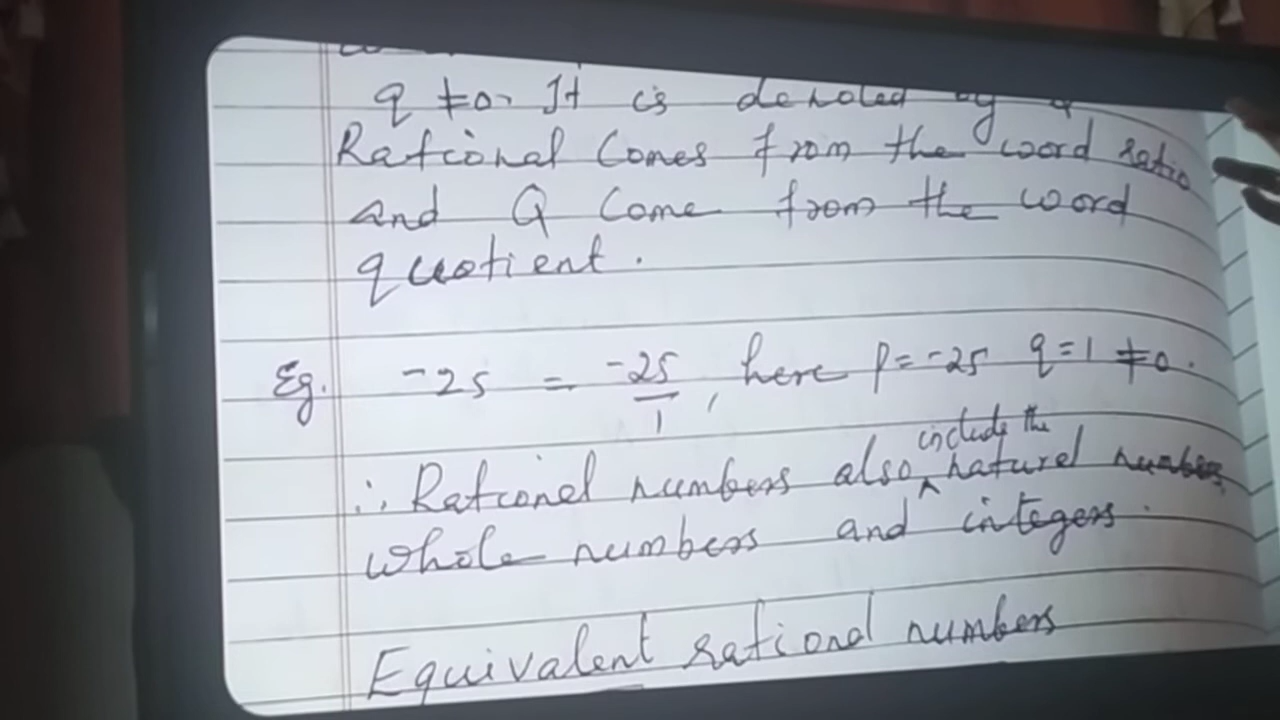 q ≠ 0. It is denoted by Q
Rational Comes from the word ratio
and Q Come from the word
quotient.
Eg. -25 = -25/1, here p = -25 q = 1 ≠ 0.
∴ Rational numbers also include the natural numbers,
whole numbers and integers.
Equivalent rational numbers